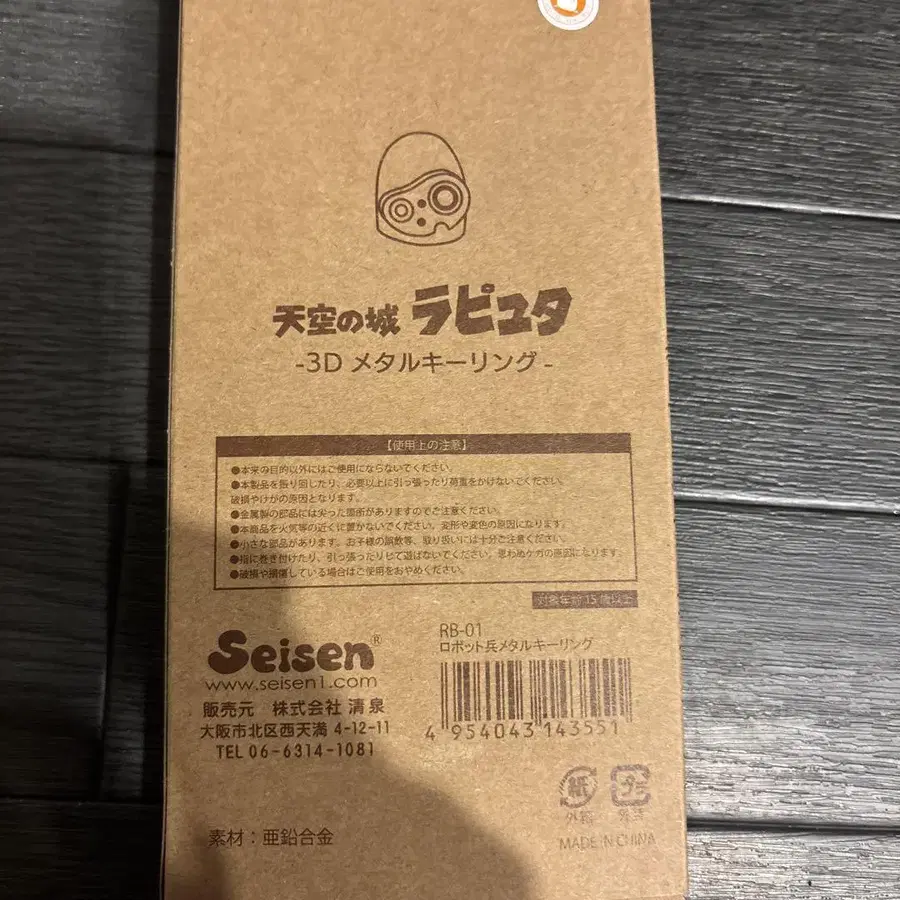 天空の城 ラピュタ
-3D メタルキーリング-
【使用上の注意】
●本来の目的以外にはご使用にならないでください。
●本製品を振り回したり、必要以上に引っ張ったり荷重をかけないください。
破損やけがの原因となります。
●金属製の部品には尖った箇所がありますのでご注意ください。
●本商品を火気等の近くに置かないでください。変形や変色の原因になります。
●小さな部品があります。お子様の誤飲等、取り扱いには十分ご注意ください。
●指に巻き付けたり、引っ張ったりして遊ばないでください。思わぬケガの原因になります。
●破損や損傷している場合はご使用をおやめください。
対象年齢15歳以上
Seisen®
www.seisen1.com
販売元 株式会社 清泉
大阪市北区西天満 4-12-11
TEL 06-6314-1081
RB-01
ロボット兵メタルキーリング
4 954043 143551
紙 プラ
外箱
MADE IN CHINA
素材：亜鉛合金